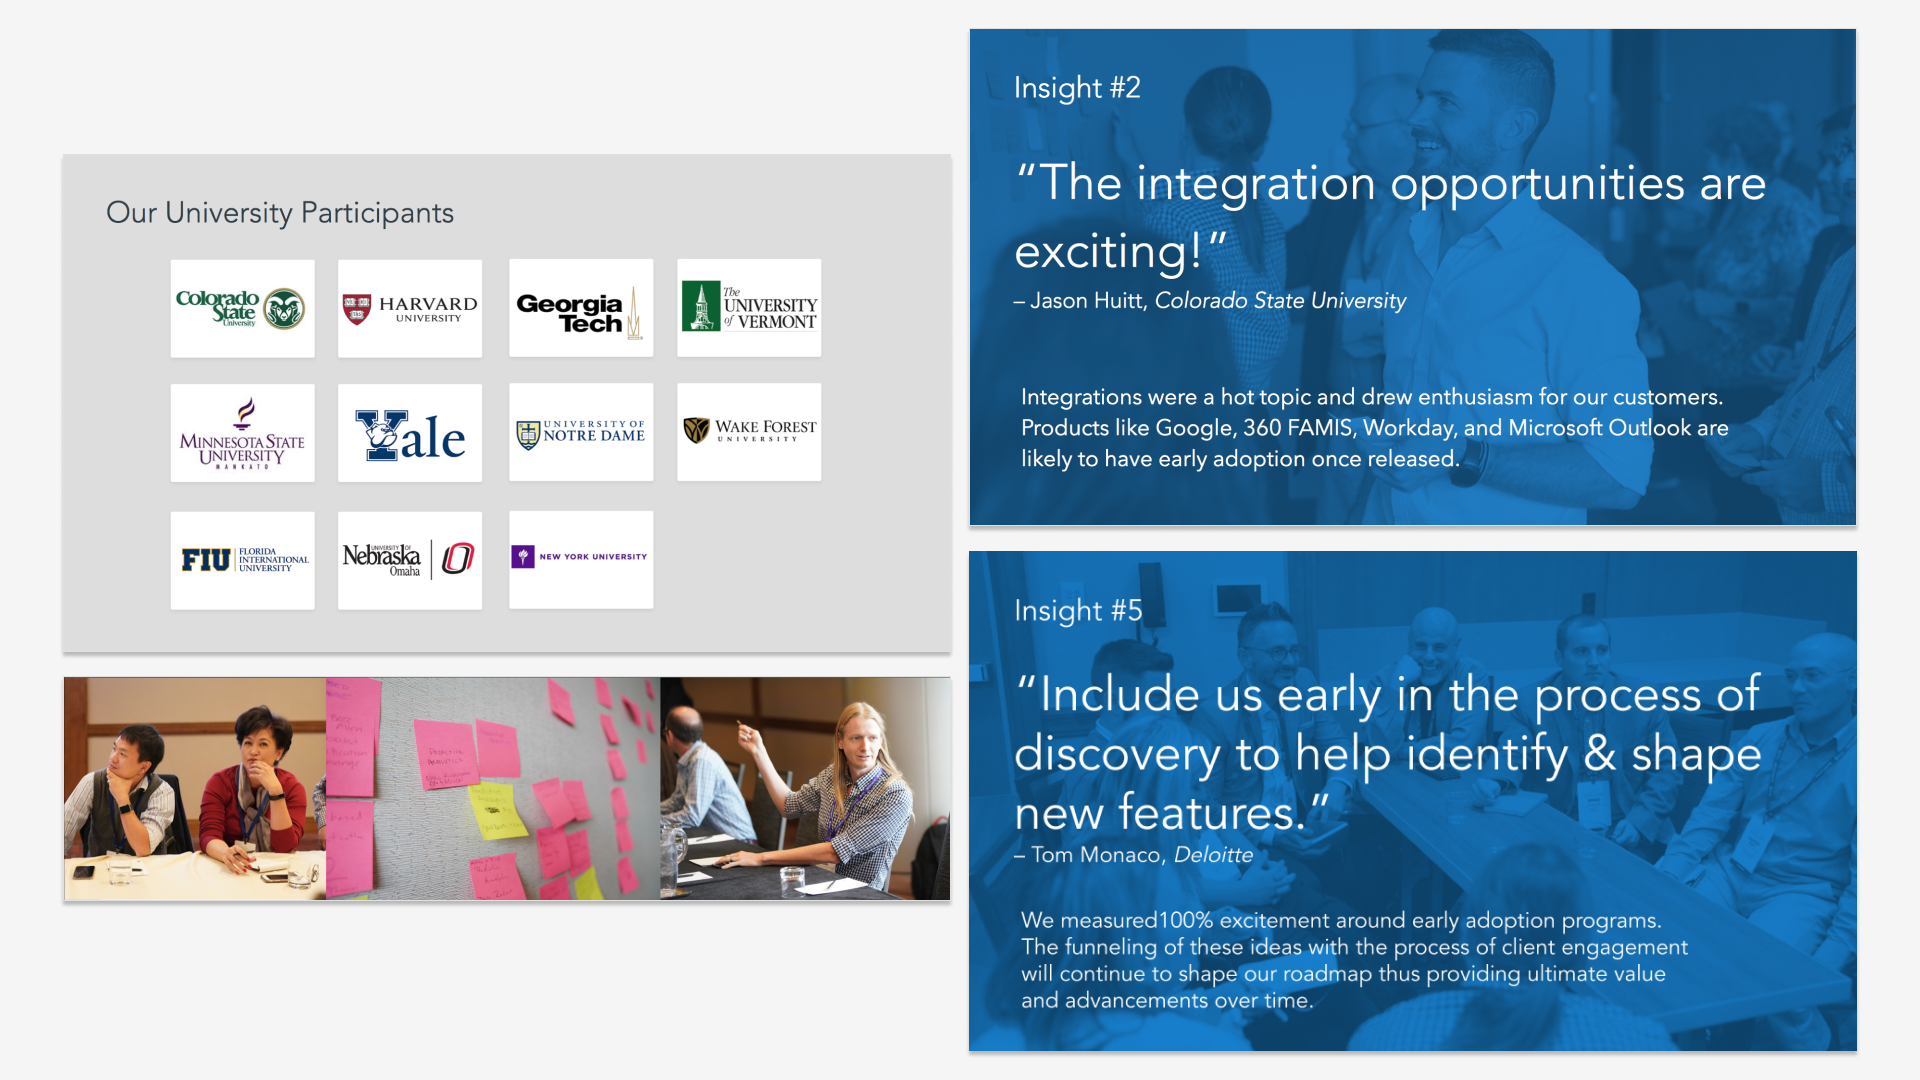 Our University Participants
Colorado
State
University
HARVARD
UNIVERSITY
Georgia
Tech
The
UNIVERSITY
of VERMONT
MINNESOTA STATE
UNIVERSITY
MANKATO
Yale
UNIVERSITY OF
NOTRE DAME
WAKE FOREST
UNIVERSITY
FIU
FLORIDA
INTERNATIONAL
UNIVERSITY
UNIVERSITY OF
Nebraska
Omaha
NEW YORK UNIVERSITY
Insight #2
“The integration opportunities are
exciting!”
– Jason Huitt, Colorado State University
Integrations were a hot topic and drew enthusiasm for our customers.
Products like Google, 360 FAMIS, Workday, and Microsoft Outlook are
likely to have early adoption once released.
Insight #5
“Include us early in the process of
discovery to help identify & shape
new features.”
– Tom Monaco, Deloitte
We measured100% excitement around early adoption programs.
The funneling of these ideas with the process of client engagement
will continue to shape our roadmap thus providing ultimate value
and advancements over time.